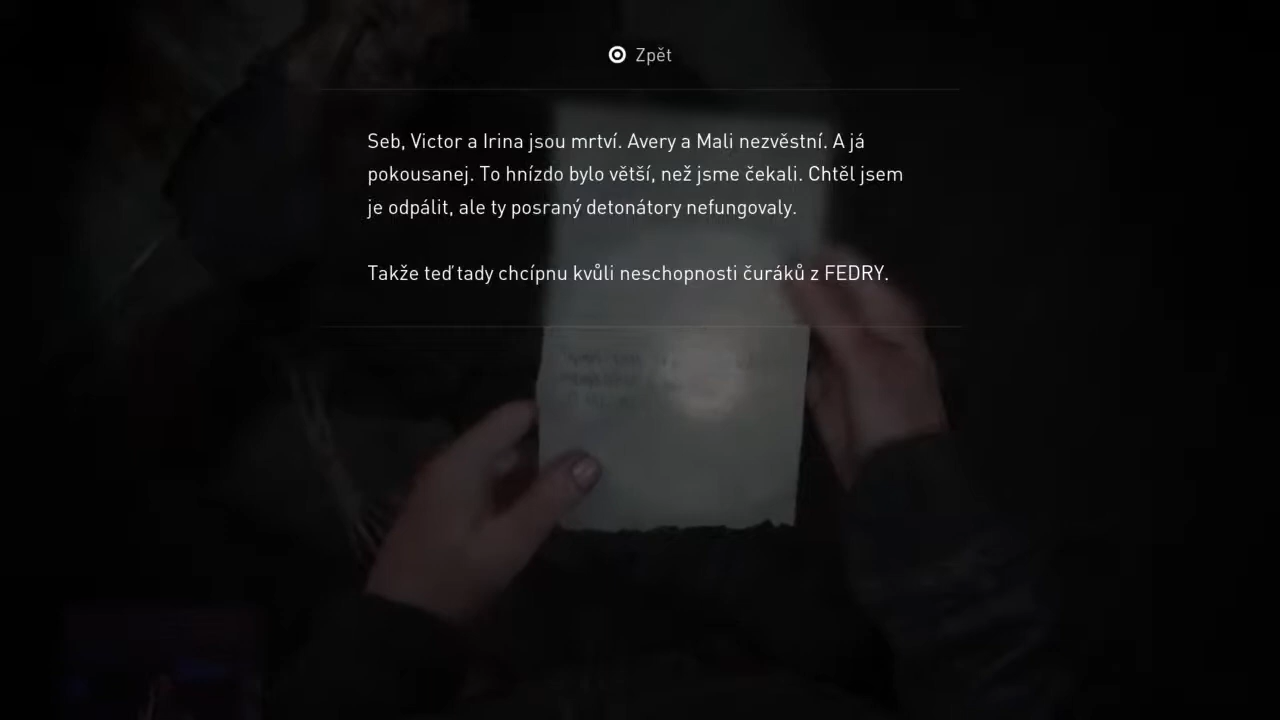 Zpět
Seb, Victor a Irina jsou mrtví. Avery a Mali nezvěstní. A já
pokousanej. To hnízdo bylo větší, než jsme čekali. Chtěl jsem
je odpálit, ale ty posraný detonátory nefungovaly.
Takže teď tady chcípnu kvůli neschopnosti čuráků z FEDRY.